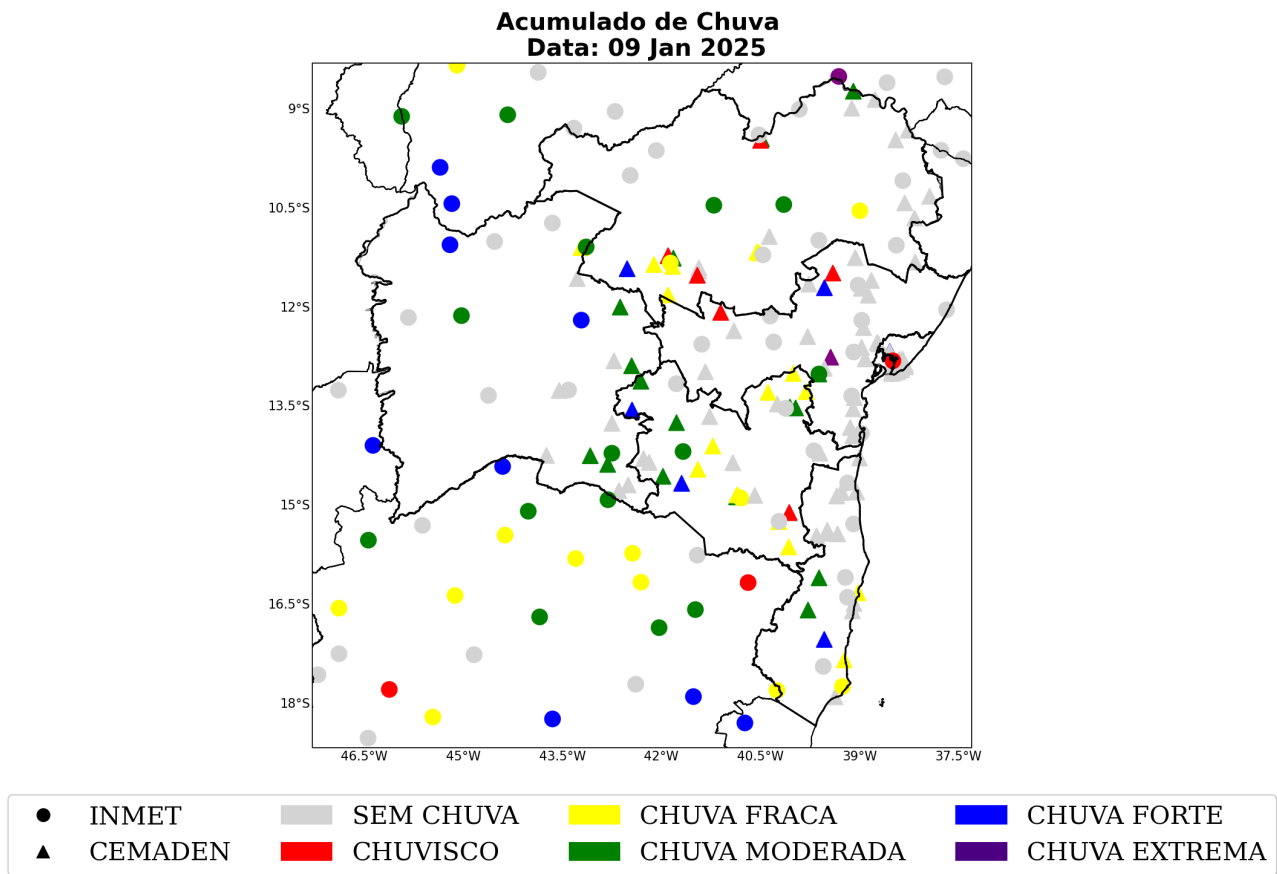 Acumulado de Chuva
Data: 09 Jan 2025
9°S
10.5°S
12°S
13.5°S
15°S
16.5°S
18°S
46.5°W 45°W 43.5°W 42°W 40.5°W 39°W 37.5°W
INMET SEM CHUVA CHUVA FRACA CHUVA FORTE
CEMADEN CHUVISCO CHUVA MODERADA CHUVA EXTREMA